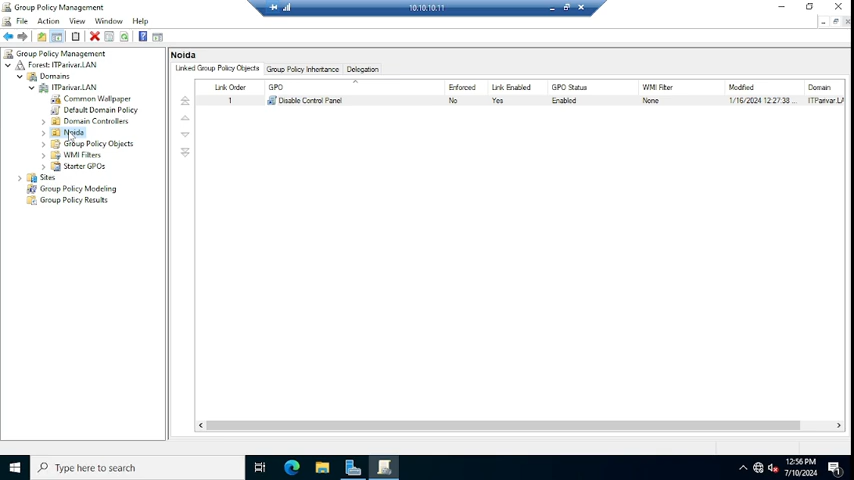 Group Policy Management
10.10.10.11
File Action View Window Help
Group Policy Management
Forest: ITParivar.LAN
Domains
ITParivar.LAN
Common Wallpaper
Default Domain Policy
Domain Controllers
Noida
Group Policy Objects
WMI Filters
Starter GPOs
Sites
Group Policy Modeling
Group Policy Results
Noida
Linked Group Policy Objects Group Policy Inheritance Delegation
Link Order GPO Enforced Link Enabled GPO Status WMI Filter Modified Domain
1 Disable Control Panel No Yes Enabled None 1/16/2024 12:27:38 ... ITParivar.LA
Type here to search
12:56 PM
7/10/2024
1